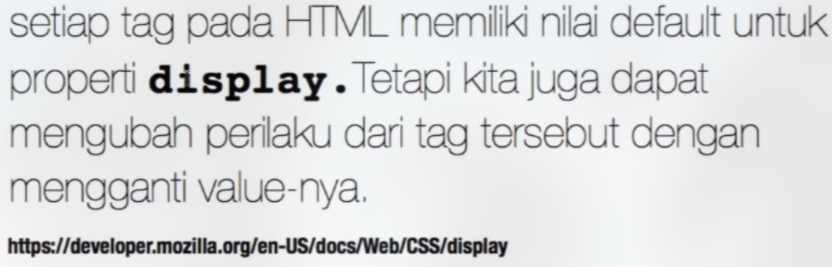 setiap tag pada HTML memiliki nilai default untuk
properti display. Tetapi kita juga dapat
mengubah perilaku dari tag tersebut dengan
mengganti value-nya.
https://developer.mozilla.org/en-US/docs/Web/CSS/display